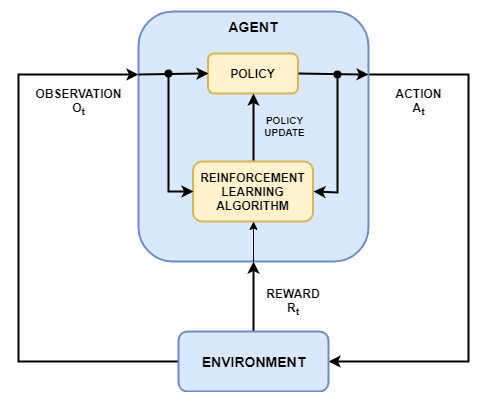 AGENT
POLICY
OBSERVATION
Ot
ACTION
At
POLICY
UPDATE
REINFORCEMENT
LEARNING
ALGORITHM
REWARD
Rt
ENVIRONMENT